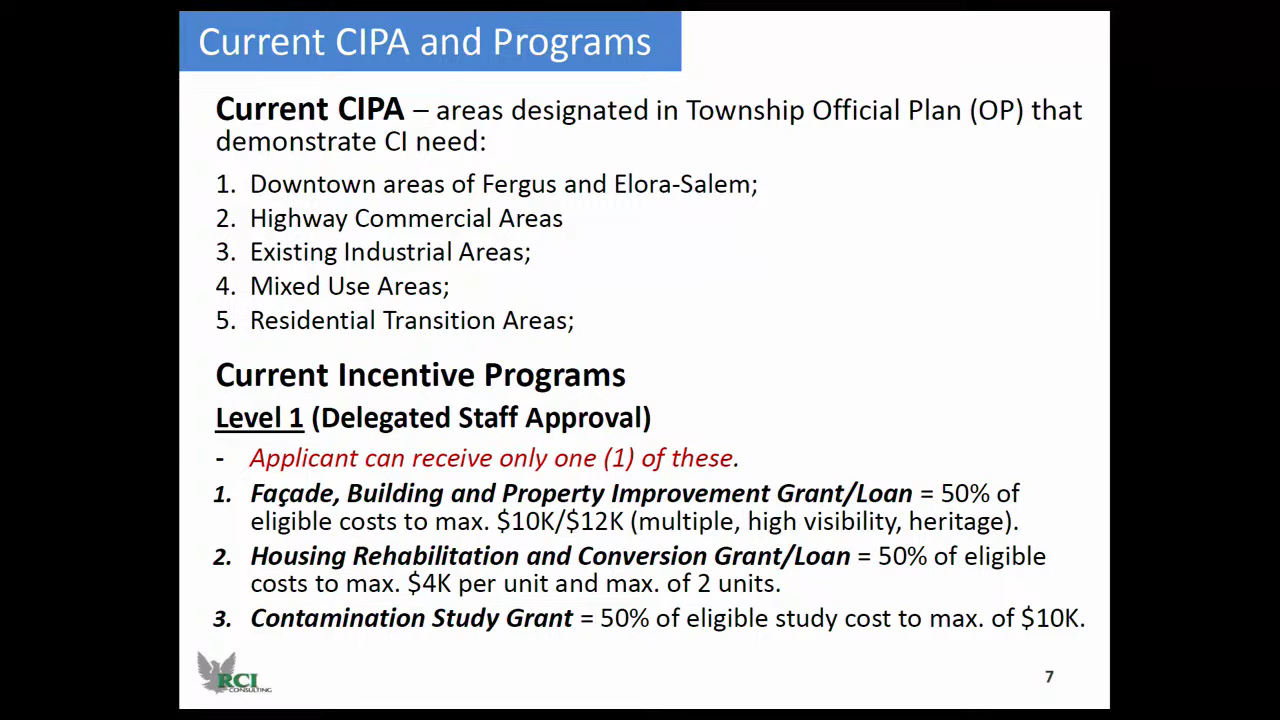 Current CIPA and Programs
Current CIPA – areas designated in Township Official Plan (OP) that
demonstrate CI need:
1. Downtown areas of Fergus and Elora-Salem;
2. Highway Commercial Areas
3. Existing Industrial Areas;
4. Mixed Use Areas;
5. Residential Transition Areas;
Current Incentive Programs
Level 1 (Delegated Staff Approval)
- Applicant can receive only one (1) of these.
1. Façade, Building and Property Improvement Grant/Loan = 50% of
eligible costs to max. $10K/$12K (multiple, high visibility, heritage).
2. Housing Rehabilitation and Conversion Grant/Loan = 50% of eligible
costs to max. $4K per unit and max. of 2 units.
3. Contamination Study Grant = 50% of eligible study cost to max. of $10K.
RCI
CONSULTING
7